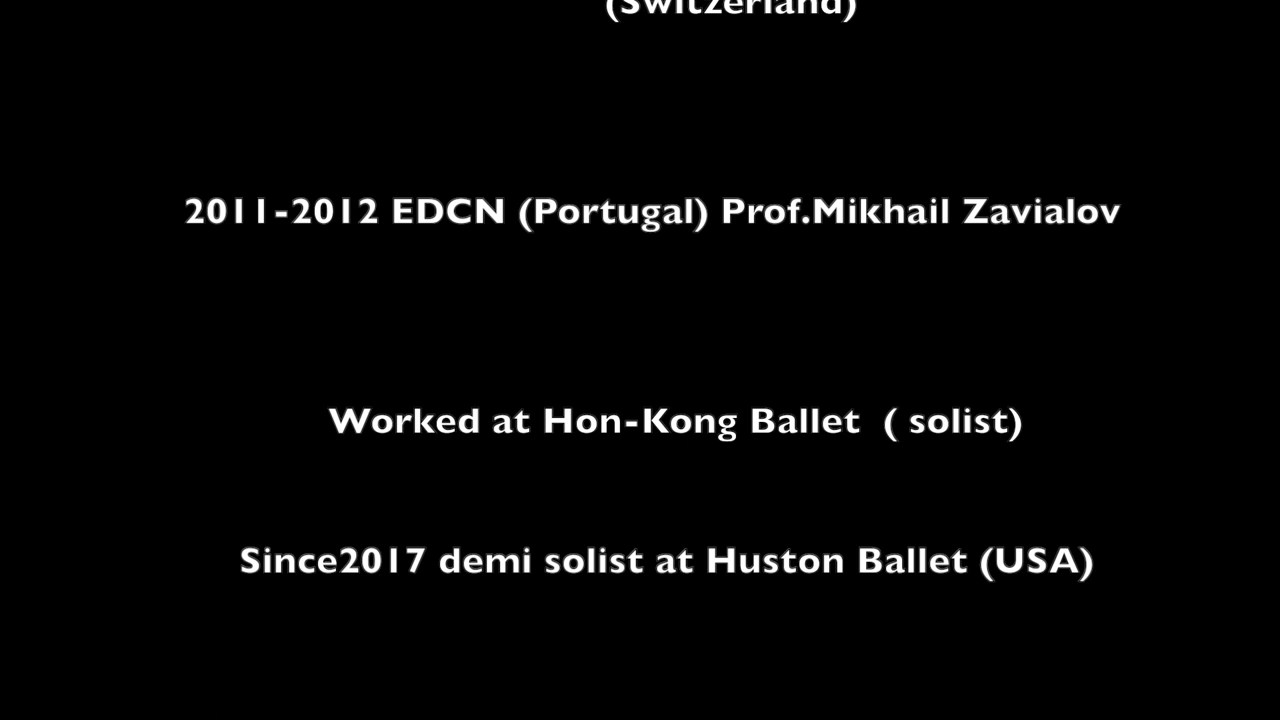 (Switzerland)
2011-2012 EDCN (Portugal) Prof.Mikhail Zavialov
Worked at Hon-Kong Ballet  ( solist)
Since2017 demi solist at Huston Ballet (USA)